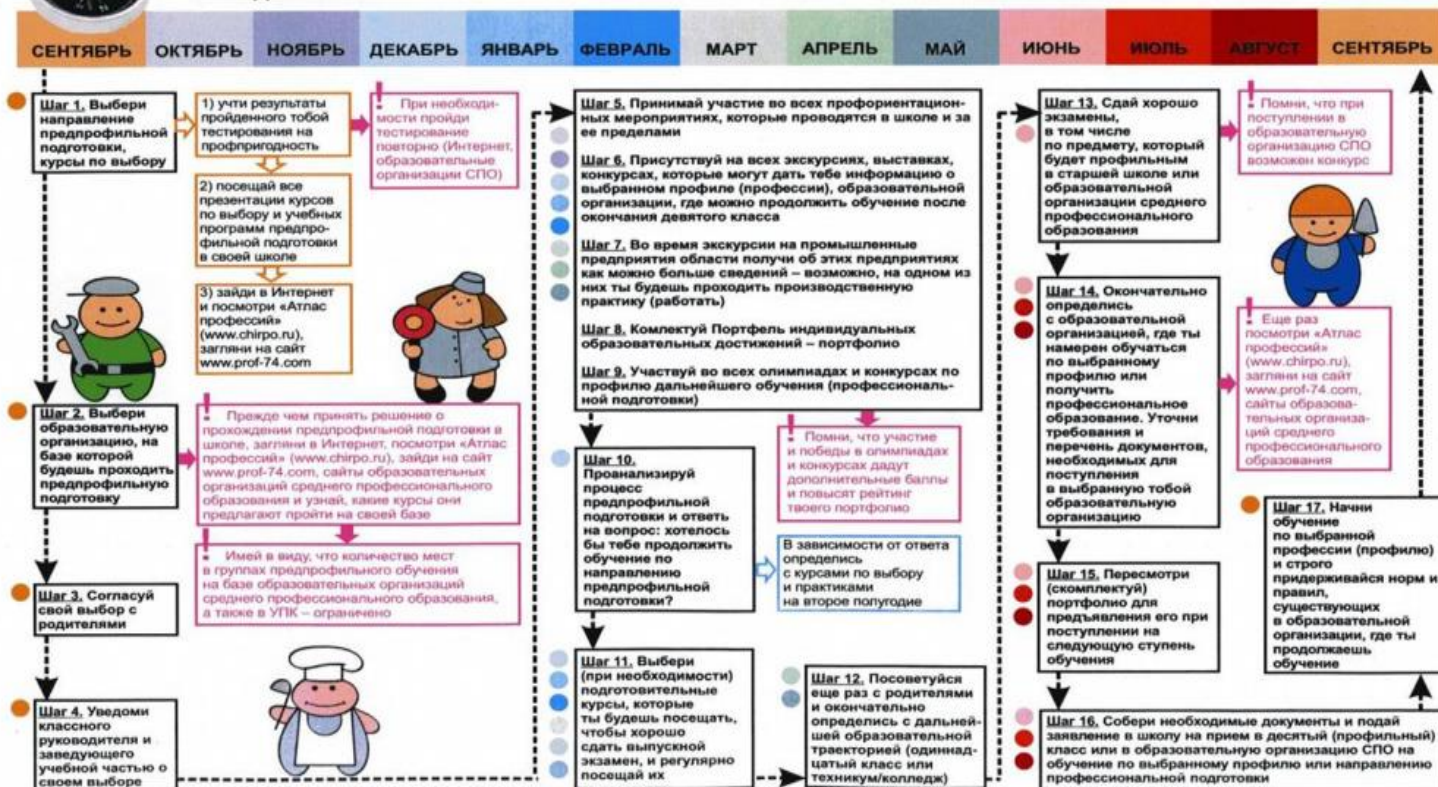 СЕНТЯБРЬ ОКТЯБРЬ НОЯБРЬ ДЕКАБРЬ ЯНВАРЬ ФЕВРАЛЬ МАРТ АПРЕЛЬ МАЙ ИЮНЬ ИЮЛЬ АВГУСТ СЕНТЯБРЬ
Шаг 1. Выбери
направление
предпрофильной
подготовки,
курсы по выбору
1) учти результаты
пройденного тобой
тестирования на
профпригодность
! При необходи-
мости пройди
тестирование
повторно (Интернет,
образовательные
организации СПО)
2) посещай все
презентации курсов
по выбору и учебных
программ предпро-
фильной подготовки
в своей школе
3) зайди в Интернет
и посмотри «Атлас
профессий»
(www.chirpo.ru),
загляни на сайт
www.prof-74.com
Шаг 2. Выбери
образовательную
организацию, на
базе которой
будешь проходить
предпрофильную
подготовку
! Прежде чем принять решение о
прохождении предпрофильной подготовки в
школе, загляни в Интернет, посмотри «Атлас
профессий» (www.chirpo.ru), зайди на сайт
www.prof-74.com, сайты образовательных
организаций среднего профессионального
образования и узнай, какие курсы они
предлагают пройти на своей базе
! Имей в виду, что количество мест
в группах предпрофильного обучения
на базе образовательных организаций
среднего профессионального образования,
а также в УПК – ограничено
Шаг 3. Согласуй
свой выбор с
родителями
Шаг 4. Уведоми
классного
руководителя и
заведующего
учебной частью о
своем выборе
Шаг 5. Принимай участие во всех профориентацион-
ных мероприятиях, которые проводятся в школе и за
ее пределами
Шаг 6. Присутствуй на всех экскурсиях, выставках,
конкурсах, которые могут дать тебе информацию о
выбранном профиле (профессии), образовательной
организации, где можно продолжить обучение после
окончания девятого класса
Шаг 7. Во время экскурсии на промышленные
предприятия области получи об этих предприятиях
как можно больше сведений – возможно, на одном из
них ты будешь проходить производственную
практику (работать)
Шаг 8. Комлектуй Портфель индивидуальных
образовательных достижений – портфолио
Шаг 9. Участвуй во всех олимпиадах и конкурсах по
профилю дальнейшего обучения (профессиональ-
ной подготовки)
! Помни, что участие
и победы в олимпиадах
и конкурсах дадут
дополнительные баллы
и повысят рейтинг
твоего портфолио
Шаг 10.
Проанализируй
процесс
предпрофильной
подготовки и ответь
на вопрос: хотелось
бы тебе продолжить
обучение по
направлению
предпрофильной
подготовки?
В зависимости от ответа
определись
с курсами по выбору
и практиками
на второе полугодие
Шаг 11. Выбери
(при необходимости)
подготовительные
курсы, которые
ты будешь посещать,
чтобы хорошо
сдать выпускной
экзамен, и регулярно
посещай их
Шаг 12. Посоветуйся
еще раз с родителями
и окончательно
определись с дальней-
шей образовательной
траекторией (одиннад-
цатый класс или
техникум/колледж)
Шаг 13. Сдай хорошо
экзамены,
в том числе
по предмету, который
будет профильным
в старшей школе или
образовательной
организации среднего
профессионального
образования
! Помни, что при
поступлении в
образовательную
организацию СПО
возможен конкурс
Шаг 14. Окончательно
определись
с образовательной
организацией, где ты
намерен обучаться
по выбранному
профилю или
получить
профессиональное
образование. Уточни
требования и
перечень документов,
необходимых для
поступления
в выбранную тобой
образовательную
организацию
! Еще раз
посмотри «Атлас
профессий»
(www.chirpo.ru),
загляни на сайт
www.prof-74.com,
сайты образова-
тельных организа-
ций среднего
профессионального
образования
Шаг 15. Пересмотри
(скомплектуй)
портфолио для
предъявления его при
поступлении на
следующую ступень
обучения
Шаг 16. Собери необходимые документы и подай
заявление в школу на прием в десятый (профильный)
класс или в образовательную организацию СПО на
обучение по выбранному профилю или направлению
профессиональной подготовки
Шаг 17. Начни
обучение
по выбранной
профессии (профилю)
и строго
придерживайся норм и
правил,
существующих
в образовательной
организации, где ты
продолжаешь
обучение